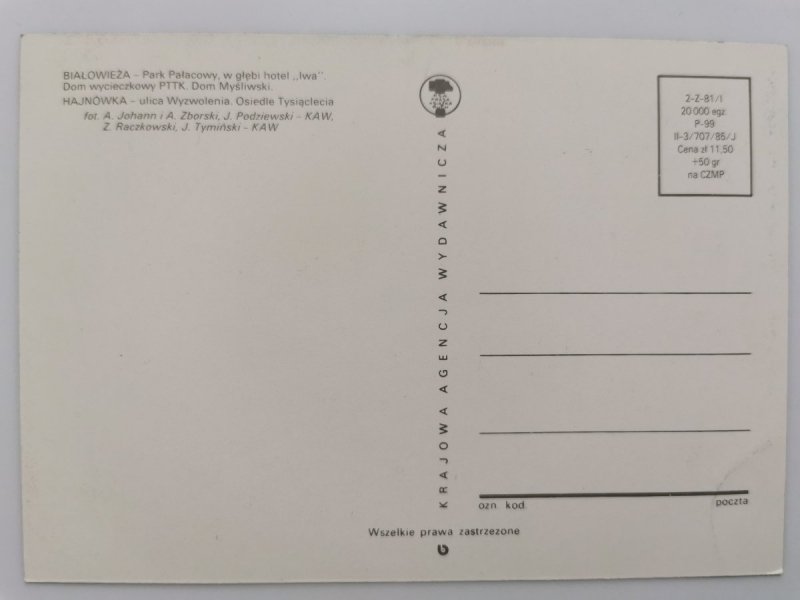 BIAŁOWIEŻA – Park Pałacowy, w głębi hotel „Iwa”.
Dom wycieczkowy PTTK. Dom Myśliwski.
HAJNÓWKA – ulica Wyzwolenia. Osiedle Tysiąclecia
fot. A. Johann i A. Zborski, J. Podziewski – KAW,
Z. Raczkowski, J. Tymiński – KAW
KRAJOWA AGENCJA WYDAWNICZA
2-Z-81/I
20 000 egz
P-99
II-3/707/85/J
Cena zł 11,50
+50 gr
na CZMP
ozn kod
poczta
Wszelkie prawa zastrzeżone